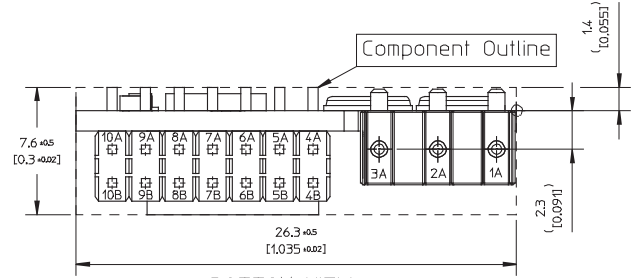 Component Outline
1.4
(0.055)
7.6 ±0.5
[0.3 ±0.02]
10A 9A 8A 7A 6A 5A 4A
3A 2A 1A
10B 9B 8B 7B 6B 5B 4B
2.3
[0.091]
26.3 ±0.5
[1.035 ±0.02]